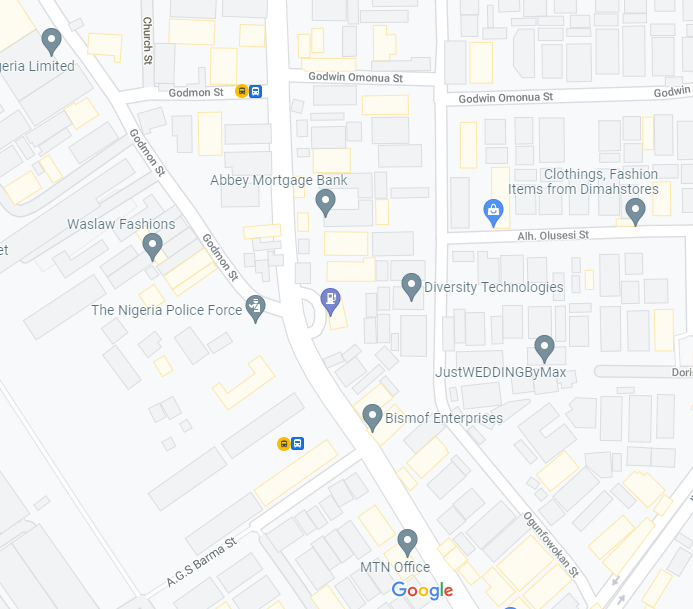 Church St
geria Limited
Godwin Omonua St
Godmon St
Godwin Omonua St
Godwin
Godmon St
Abbey Mortgage Bank
Clothings, Fashion
Items from Dimahstores
Waslaw Fashions
Alh. Olusesi St
et
Godmon St
Diversity Technologies
The Nigeria Police Force
JustWEDDINGByMax
Doris
Bismof Enterprises
Ogunfowokan St
A.G.S Barma St
MTN Office
Google